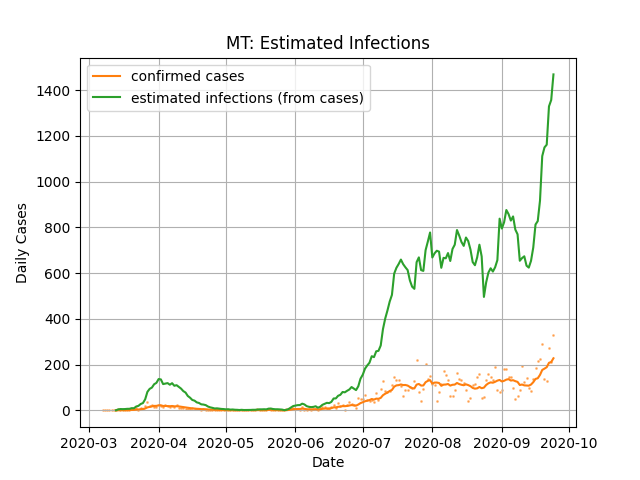 MT: Estimated Infections
confirmed cases
estimated infections (from cases)
Daily Cases
1400
1200
1000
800
600
400
200
0
2020-03 2020-04 2020-05 2020-06 2020-07 2020-08 2020-09 2020-10
Date